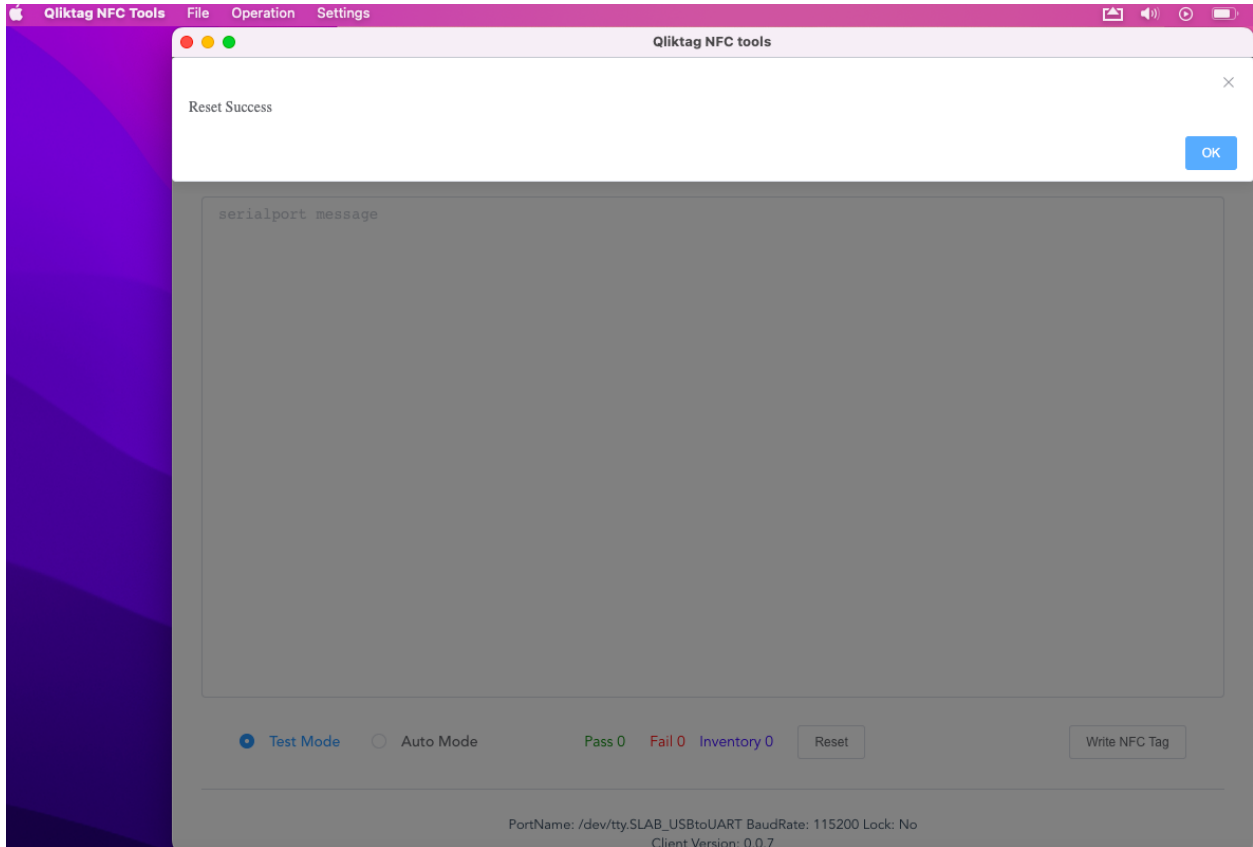 Qliktag NFC Tools File Operation Settings
Qliktag NFC tools
Reset Success
OK
serialport message
Test Mode Auto Mode Pass 0 Fail 0 Inventory 0 Reset Write NFC Tag
PortName: /dev/tty.SLAB_USBtoUART BaudRate: 115200 Lock: No
Client Version: 0.0.7